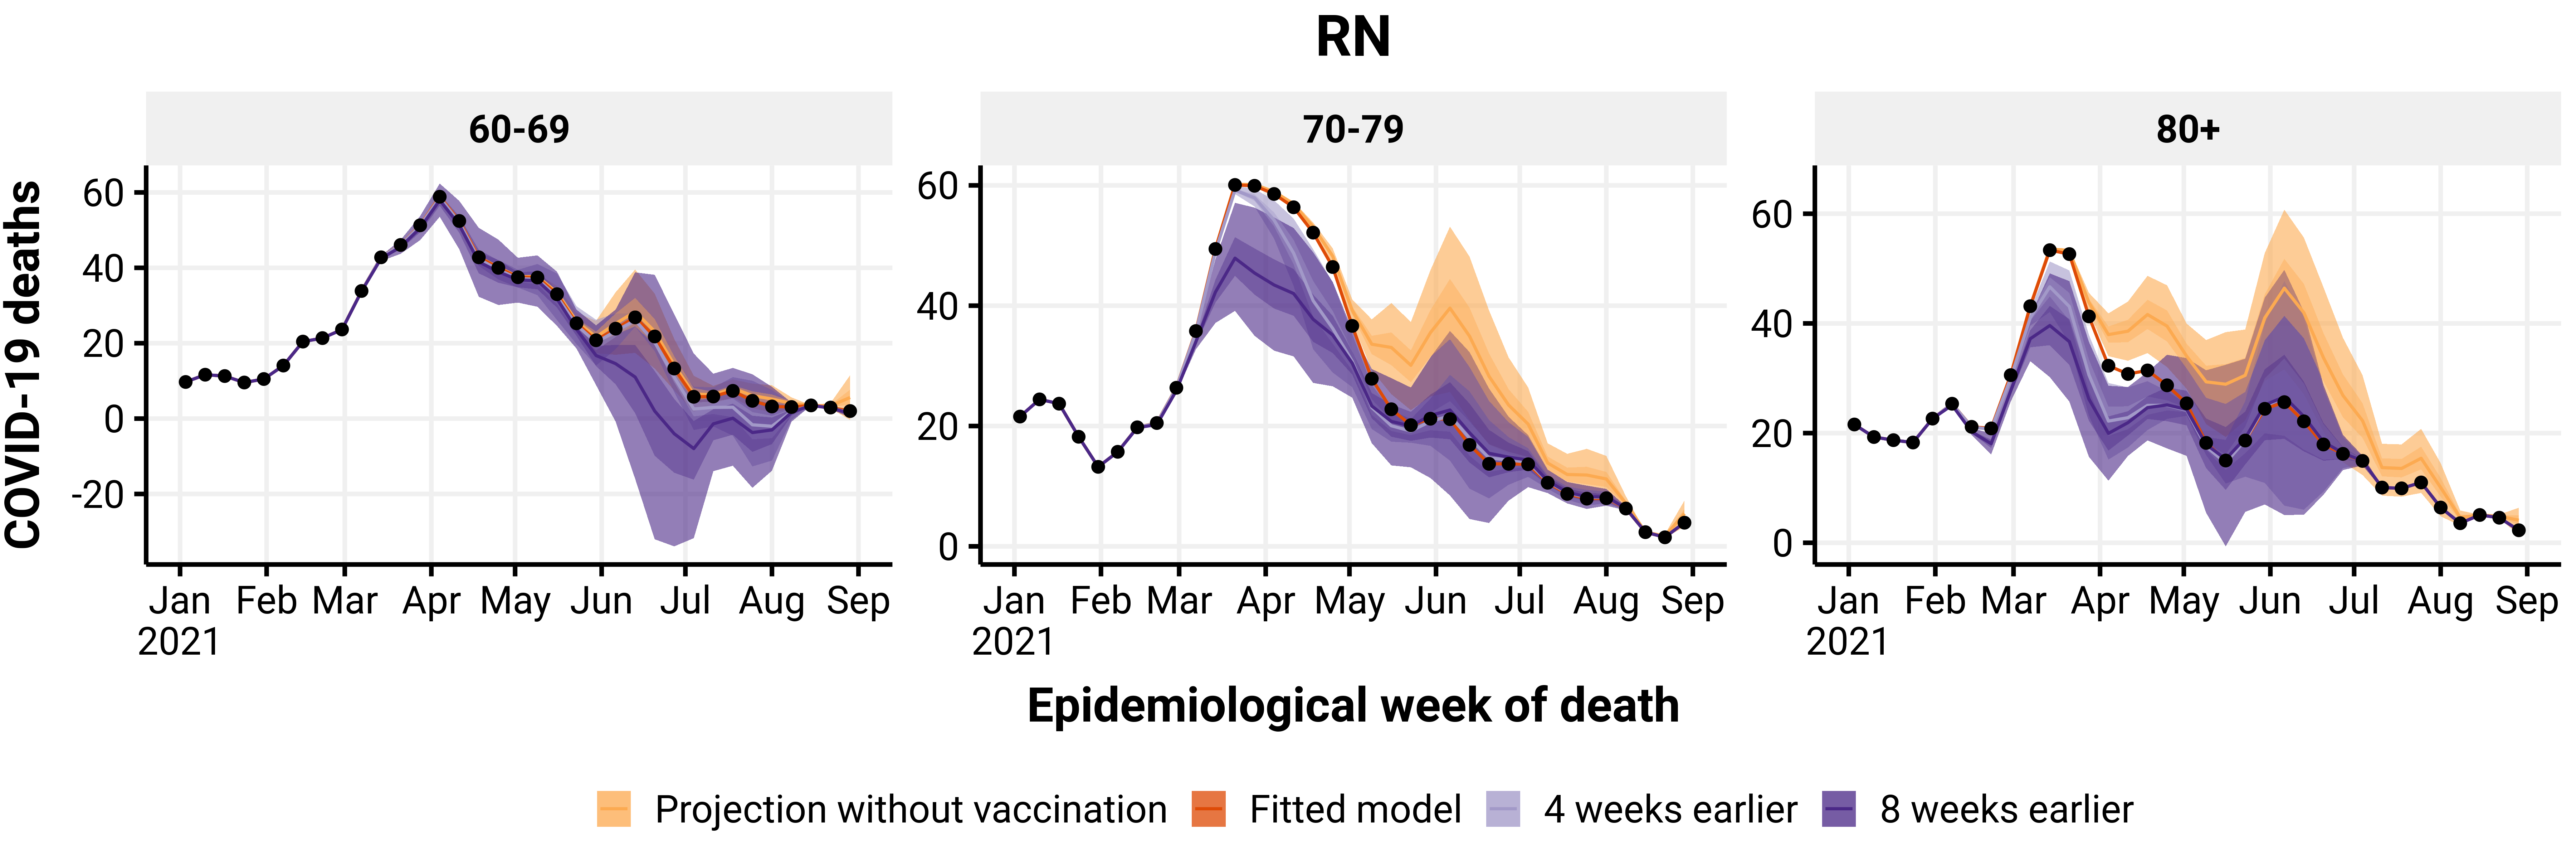 RN
60-69
70-79
80+
COVID-19 deaths
60
40
20
0
-20
60
40
20
0
60
40
20
0
Jan Feb Mar Apr May Jun Jul Aug Sep
2021
Jan Feb Mar Apr May Jun Jul Aug Sep
2021
Jan Feb Mar Apr May Jun Jul Aug Sep
2021
Epidemiological week of death
Projection without vaccination Fitted model 4 weeks earlier 8 weeks earlier